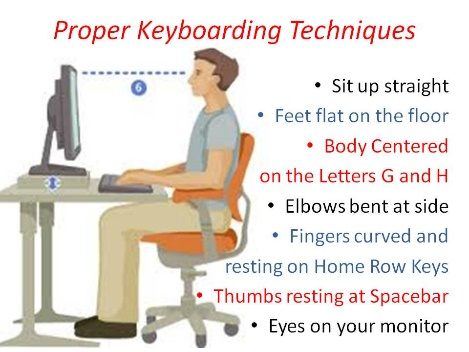 Proper Keyboarding Techniques
6
• Sit up straight
• Feet flat on the floor
• Body Centered
on the Letters G and H
• Elbows bent at side
• Fingers curved and
resting on Home Row Keys
• Thumbs resting at Spacebar
• Eyes on your monitor